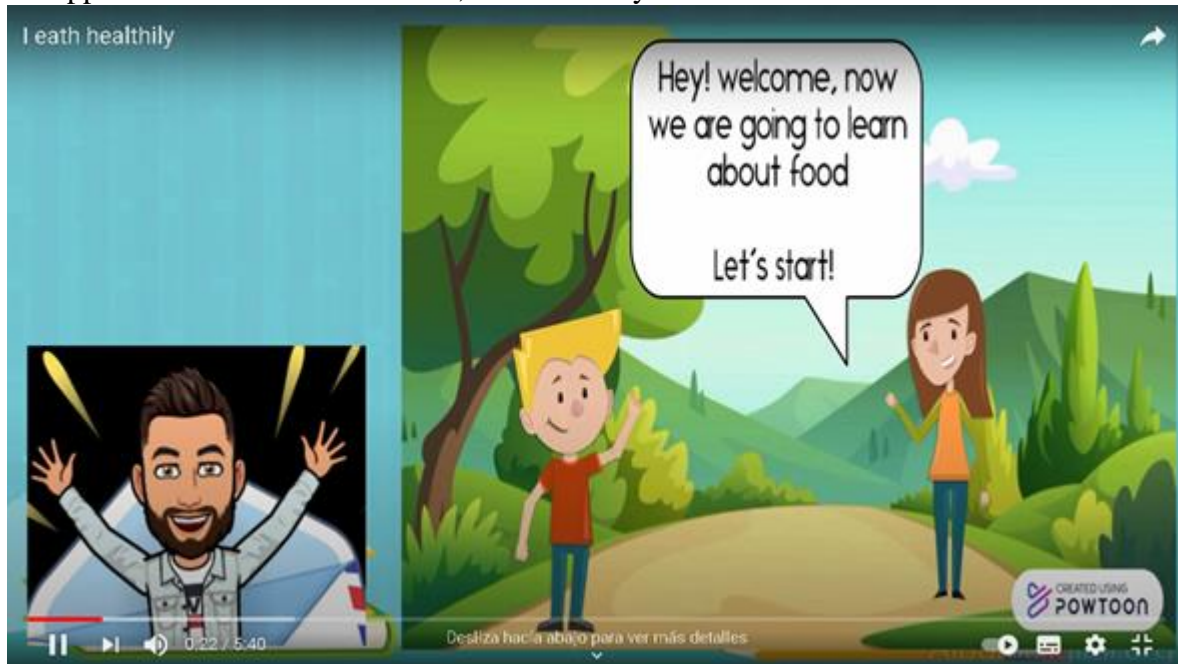 I eath healthily
Hey! welcome, now
we are going to learn
about food
Let's start!
CREATED USING
POWTOON
0:22 / 5:40
Desliza hacia abajo para ver más detalles